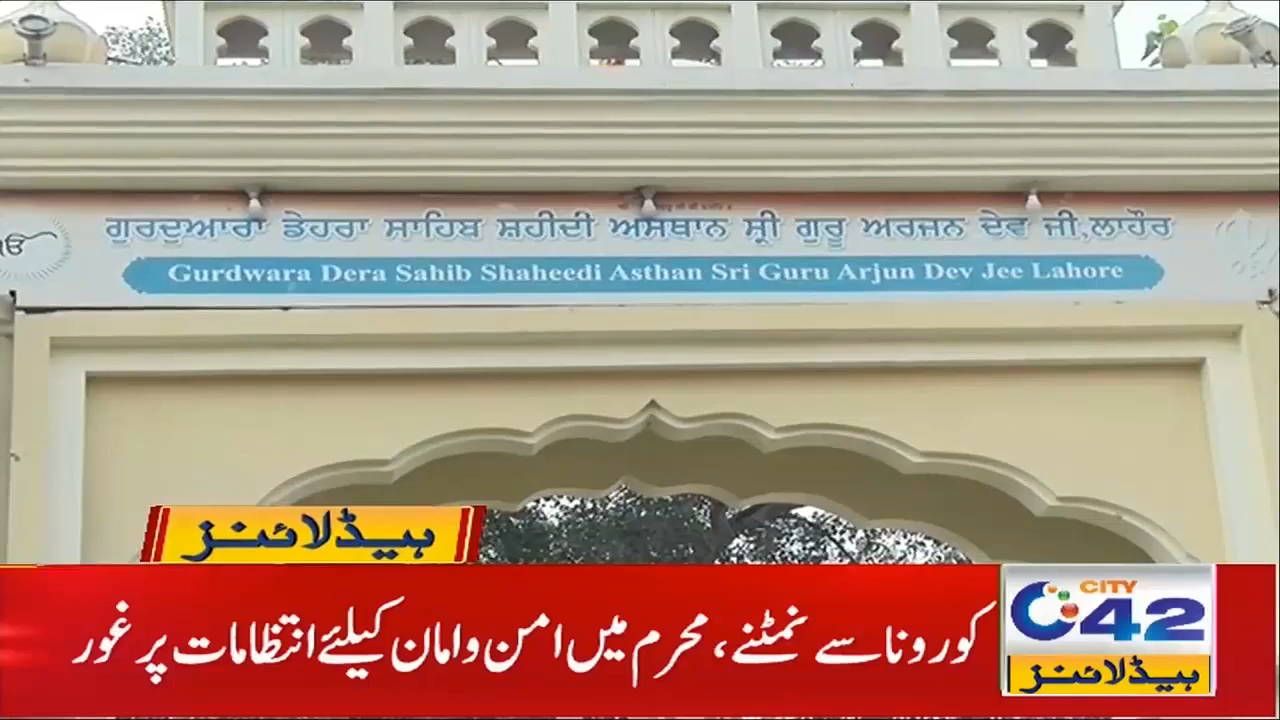 ਗੁਰਦੁਆਰਾ ਡੇਹਰਾ ਸਾਹਿਬ ਸ਼ਹੀਦੀ ਅਸਥਾਨ ਸ੍ਰੀ ਗੁਰੂ ਅਰਜਨ ਦੇਵ ਜੀ,ਲਾਹੌਰ
Gurdwara Dera Sahib Shaheedi Asthan Sri Guru Arjun Dev Jee Lahore
ہیڈلائنز
کورونا سے نمٹنے، محرم میں امن و امان کیلئے انتظامات پر غور
CITY
42
ہیڈلائنز